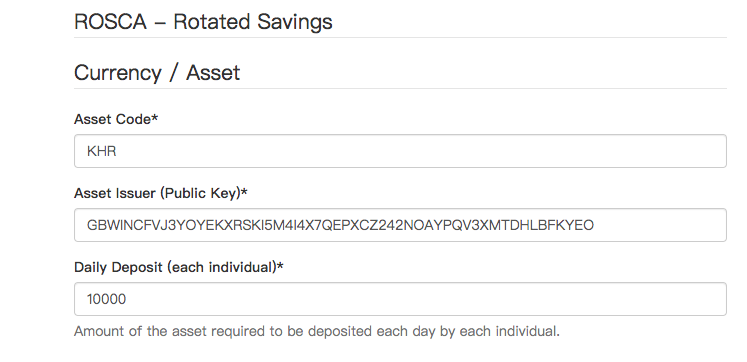 ROSCA - Rotated Savings
Currency / Asset
Asset Code*
KHR
Asset Issuer (Public Key)*
GBWINCFVJ3YOYEKXRSKI5M4I4X7QEPXCZ242NOAYPQV3XMTDHLBFKYEO
Daily Deposit (each individual)*
10000
Amount of the asset required to be deposited each day by each individual.